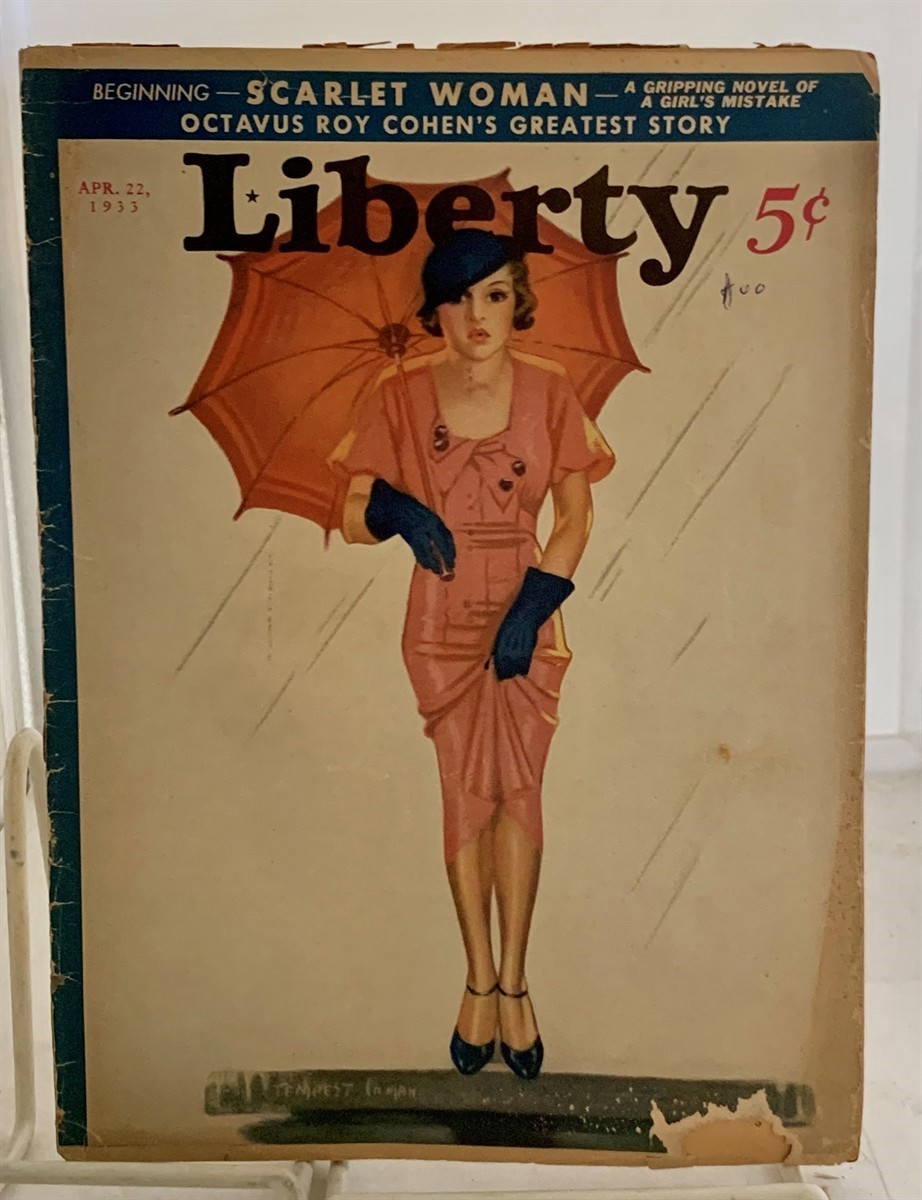 BEGINNING — SCARLET WOMAN — A GRIPPING NOVEL OF
A GIRL'S MISTAKE
OCTAVUS ROY COHEN'S GREATEST STORY
APR. 22,
1933
Liberty
5¢
TEMPEST INMAN